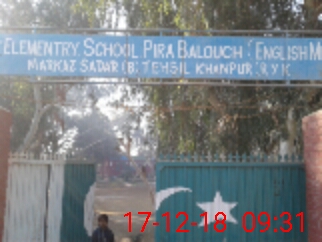 ELEMENTRY SCHOOL PIRA BALOUCH (ENGLISH M
MARKAZ SADAR (B) TEHSIL KHANPUR R.Y.K
17-12-18 09:31